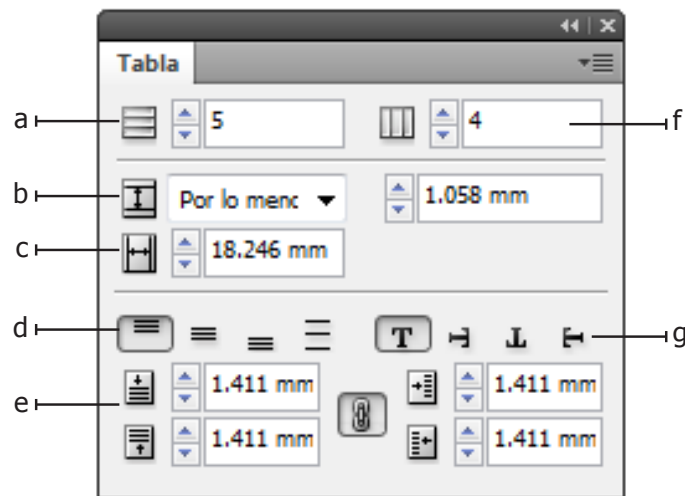 Tabla
a 5 4 f
b Por lo menc 1.058 mm
c 18.246 mm
d T T T T g
e 1.411 mm 1.411 mm
1.411 mm 1.411 mm